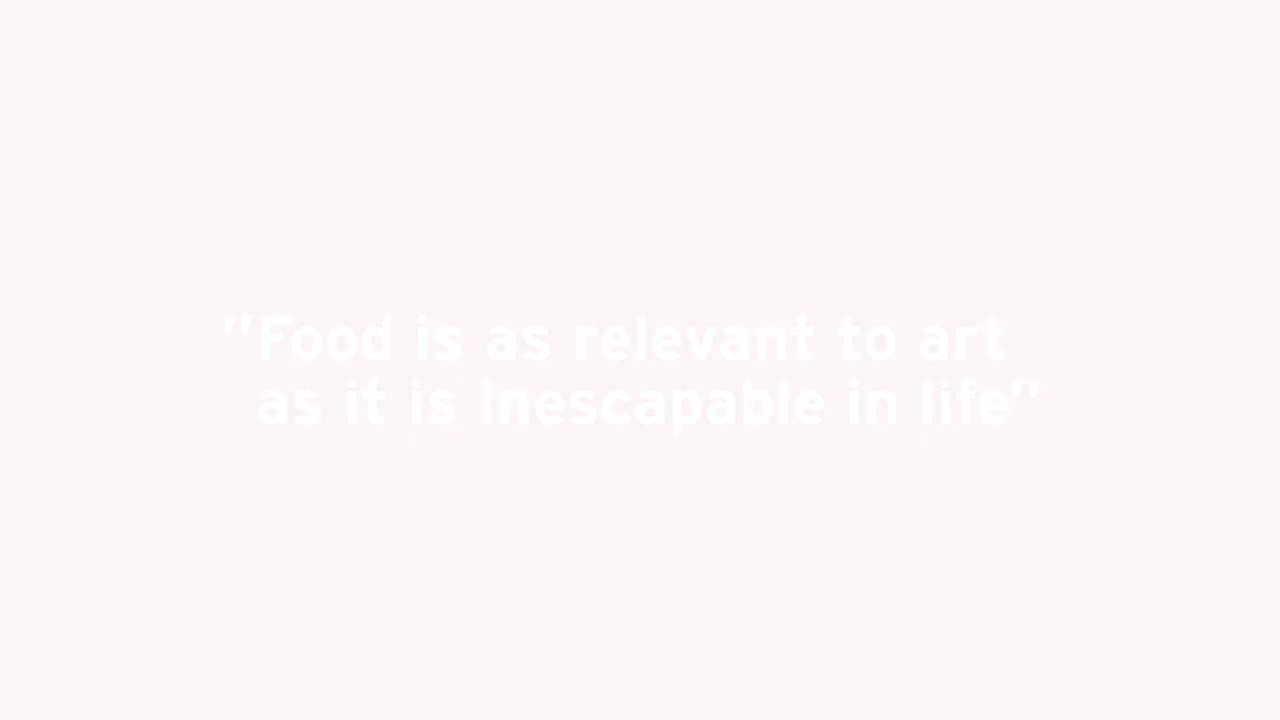 "Food is as relevant to art
as it is inescapable in life"